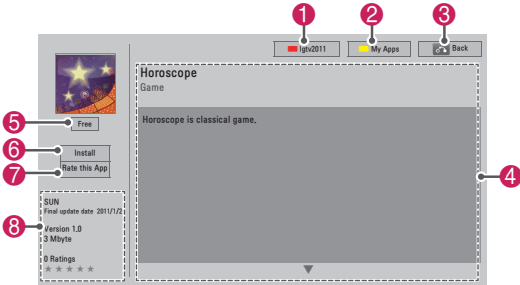 1 2 3
lgtv2011 My Apps Back
Horoscope
Game
5 Free
Horoscope is classical game.
6 Install
7 Rate this App
4
8
SUN
Final update date 2011/1/2
Version 1.0
3 Mbyte
0 Ratings